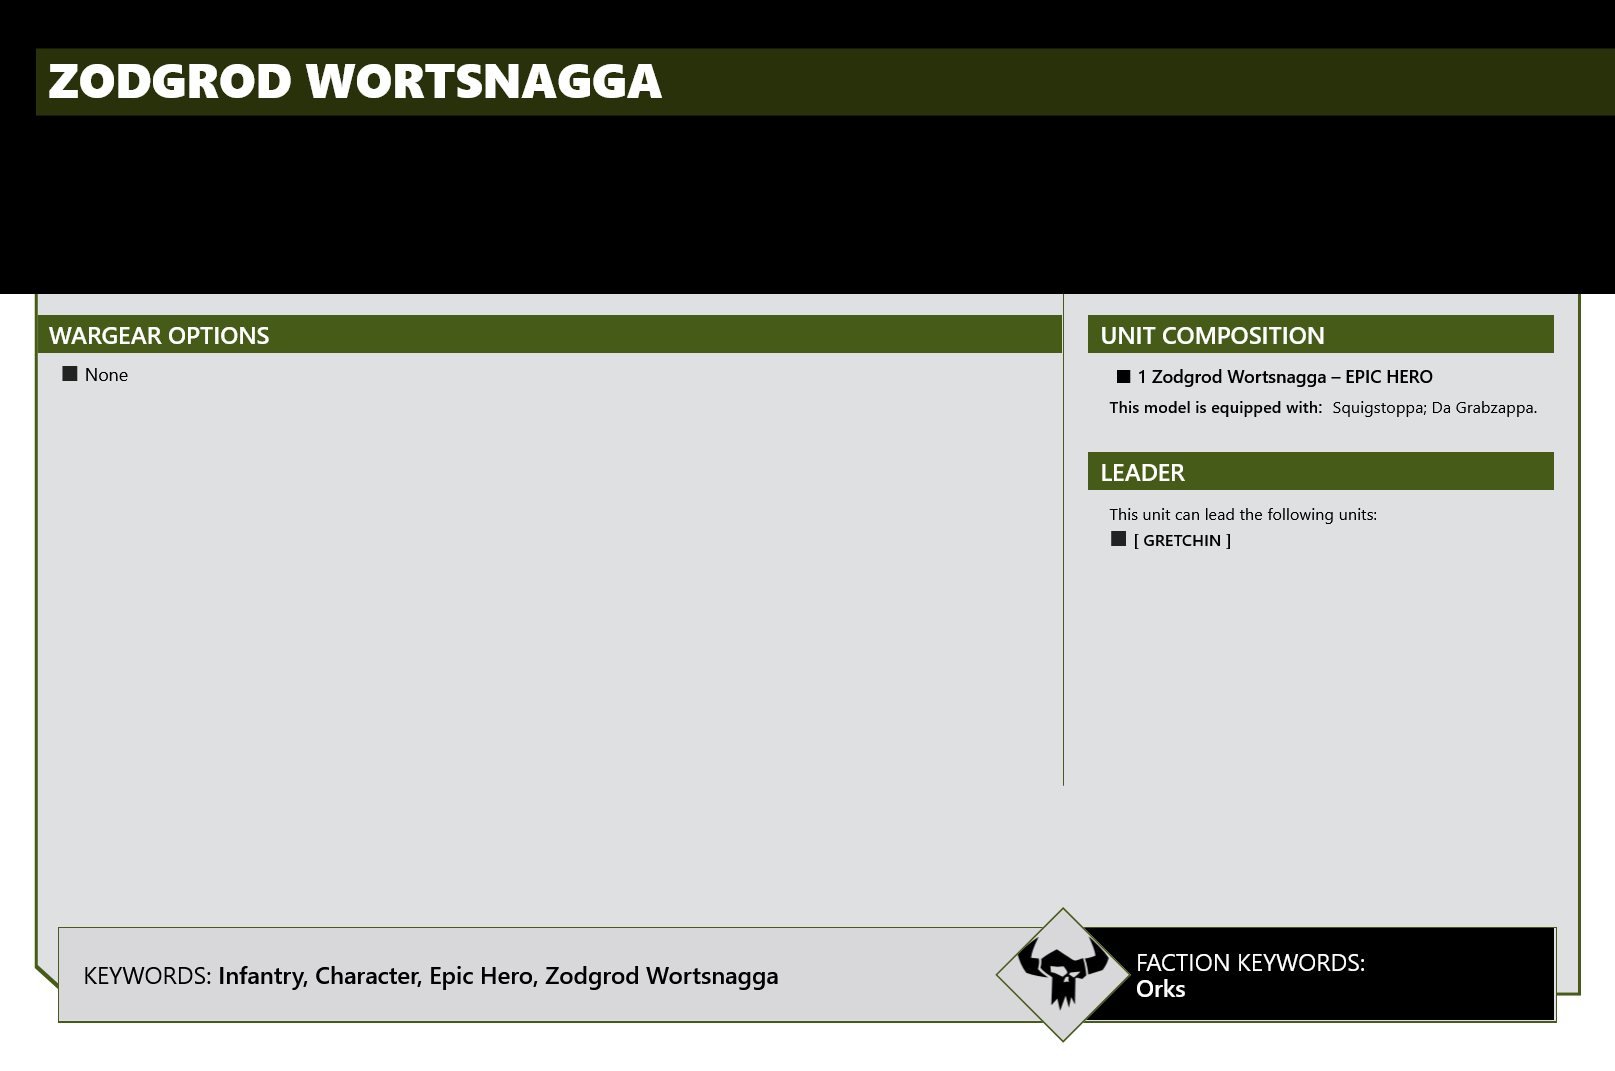 ZODGROD WORTSNAGGA
WARGEAR OPTIONS
None
UNIT COMPOSITION
1 Zodgrod Wortsnagga – EPIC HERO
This model is equipped with: Squigstoppa; Da Grabzappa.
LEADER
This unit can lead the following units:
[ GRETCHIN ]
KEYWORDS: Infantry, Character, Epic Hero, Zodgrod Wortsnagga
FACTION KEYWORDS:
Orks